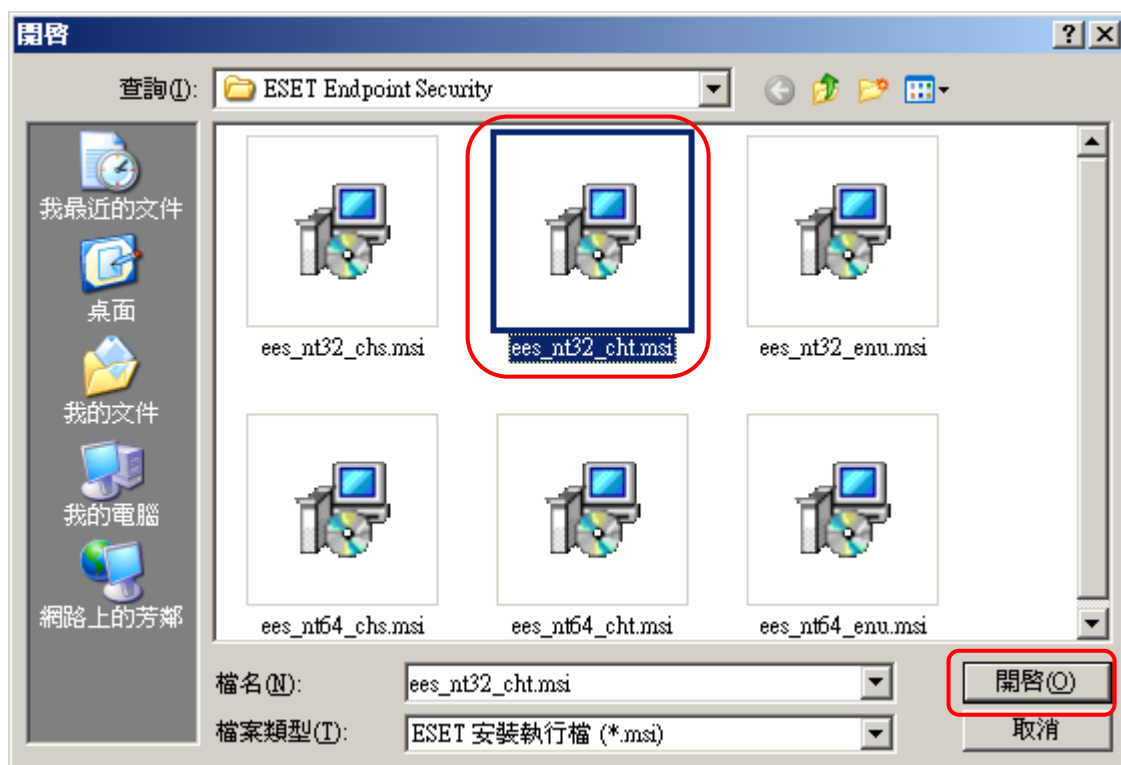 開啓
查詢(I): ESET Endpoint Security
我最近的文件
桌面
我的文件
我的電腦
網路上的芳鄰
ees_nt32_chs.msi ees_nt32_cht.msi ees_nt32_enu.msi
ees_nt64_chs.msi ees_nt64_cht.msi ees_nt64_enu.msi
檔名(N): ees_nt32_cht.msi 開啓(O)
檔案類型(T): ESET 安裝執行檔 (*.msi) 取消